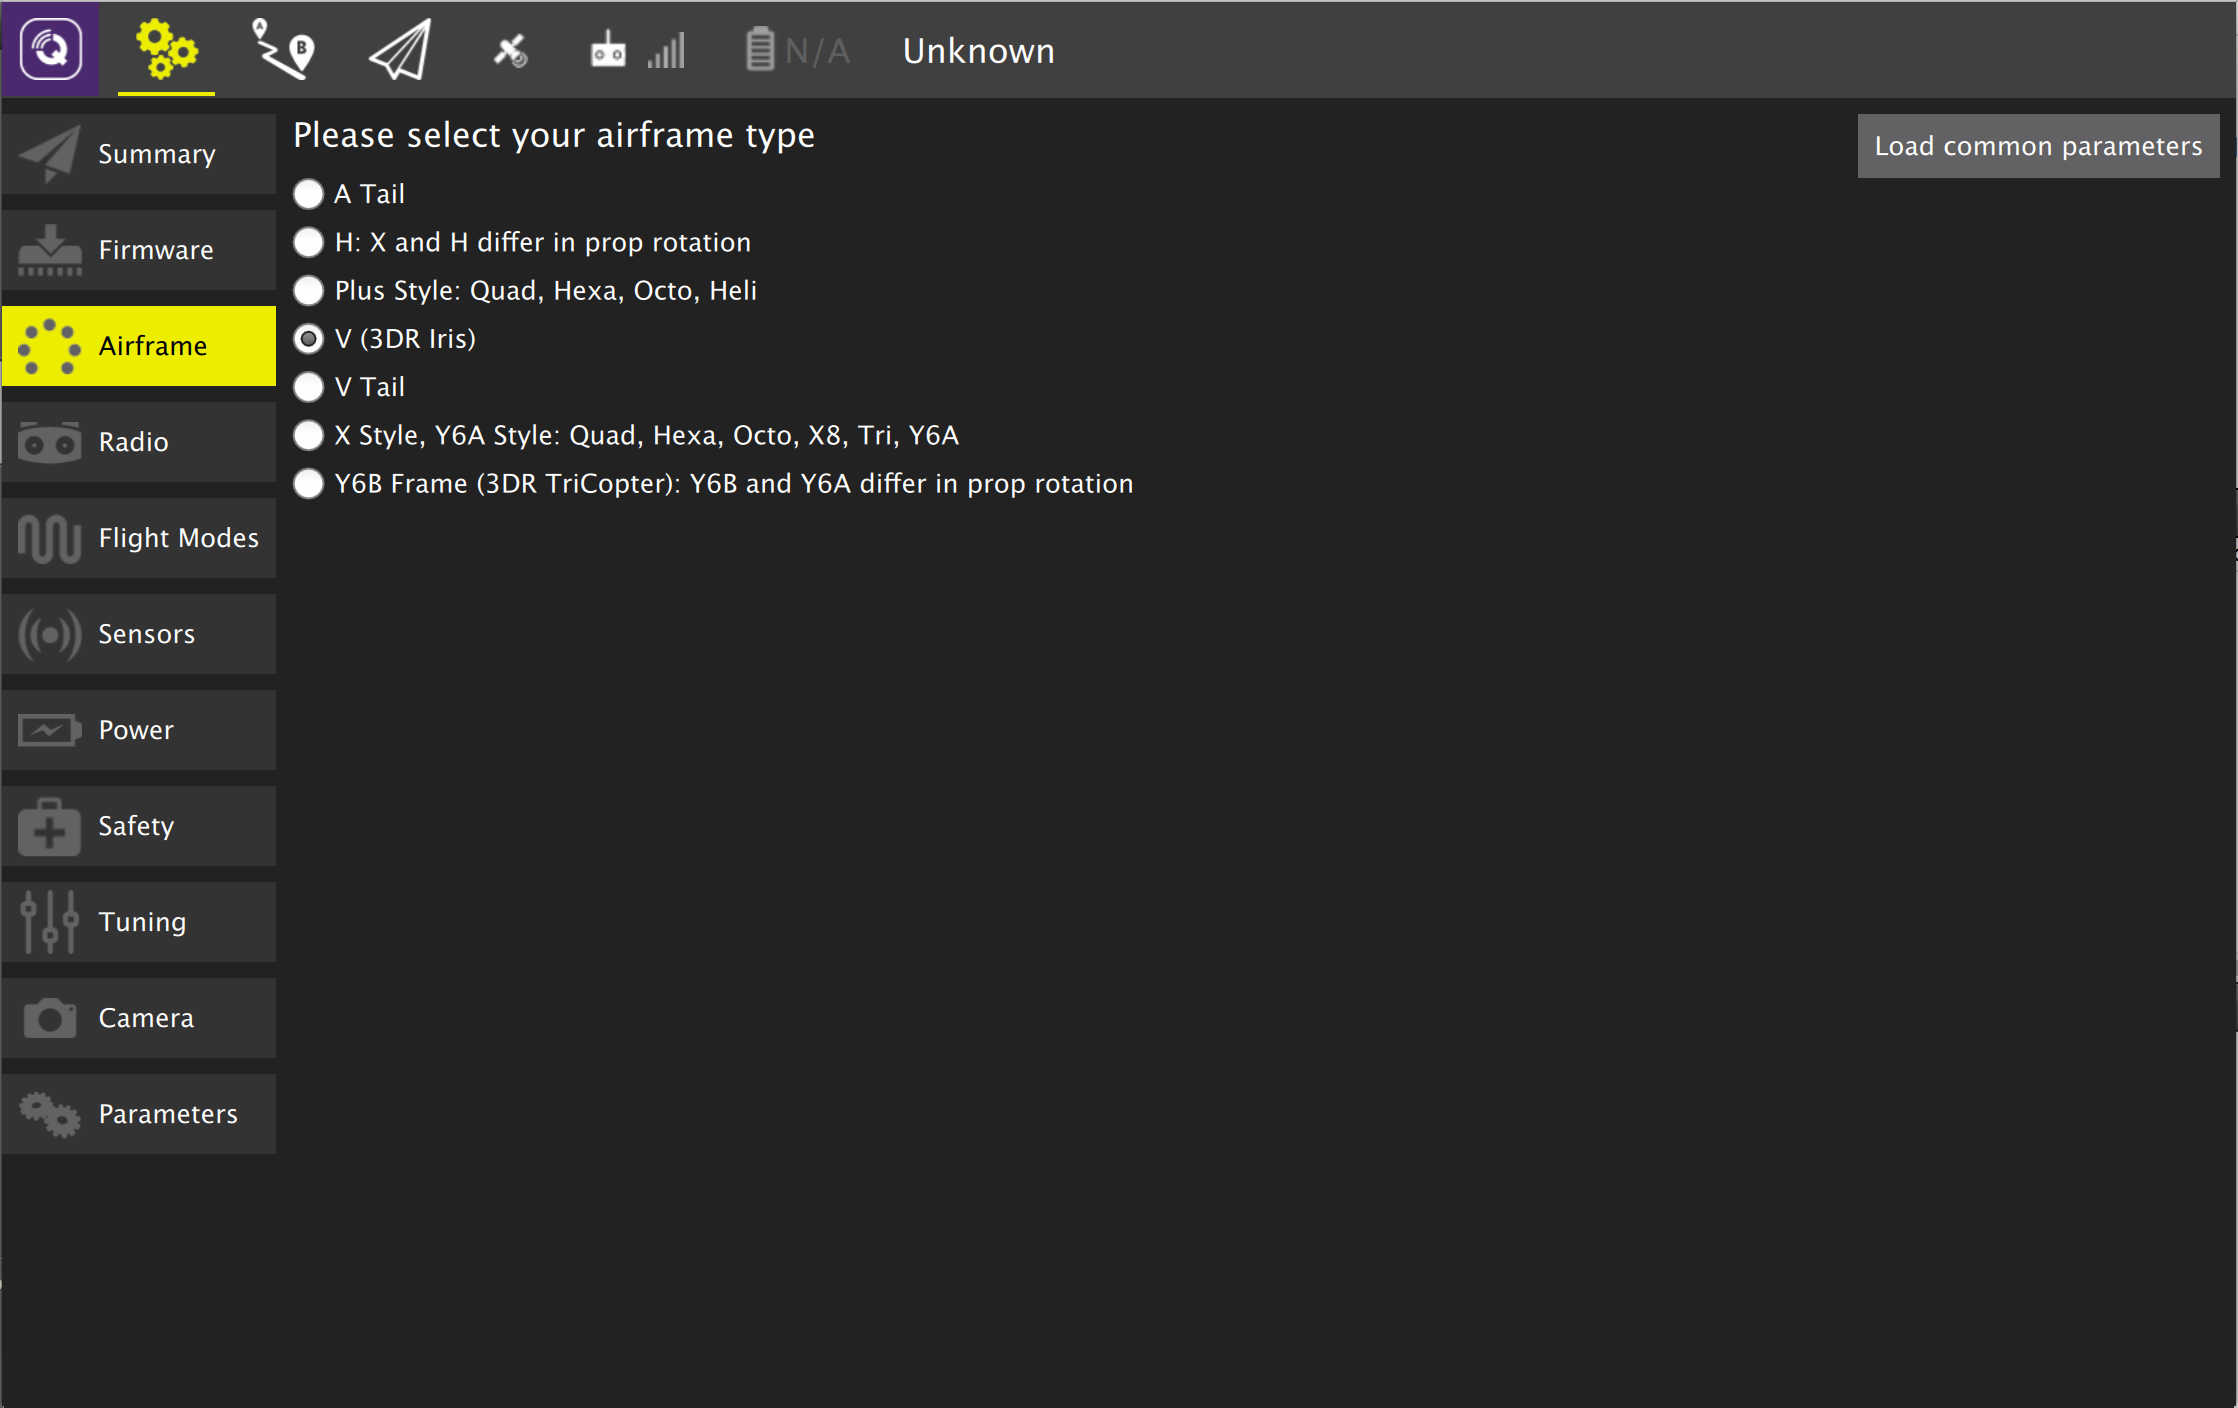 N/A Unknown
Please select your airframe type
Load common parameters
A Tail
H: X and H differ in prop rotation
Plus Style: Quad, Hexa, Octo, Heli
V (3DR Iris)
V Tail
X Style, Y6A Style: Quad, Hexa, Octo, X8, Tri, Y6A
Y6B Frame (3DR TriCopter): Y6B and Y6A differ in prop rotation
Summary
Firmware
Airframe
Radio
Flight Modes
Sensors
Power
Safety
Tuning
Camera
Parameters